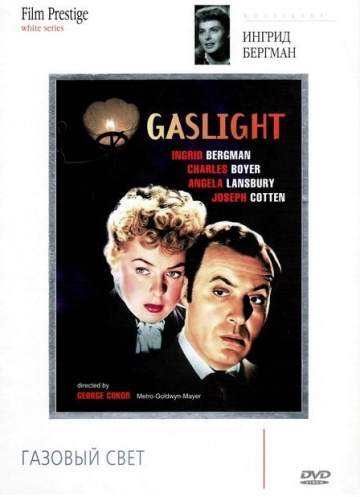 Film Prestige
white series
КОЛЛЕКЦИЯ
ИНГРИД
БЕРГМАН
GASLIGHT
INGRID BERGMAN
CHARLES BOYER
ANGELA LANSBURY
JOSEPH COTTEN
directed by
GEORGE CUKOR Metro-Goldwyn-Mayer
ГАЗОВЫЙ СВЕТ
DVD
VIDEO